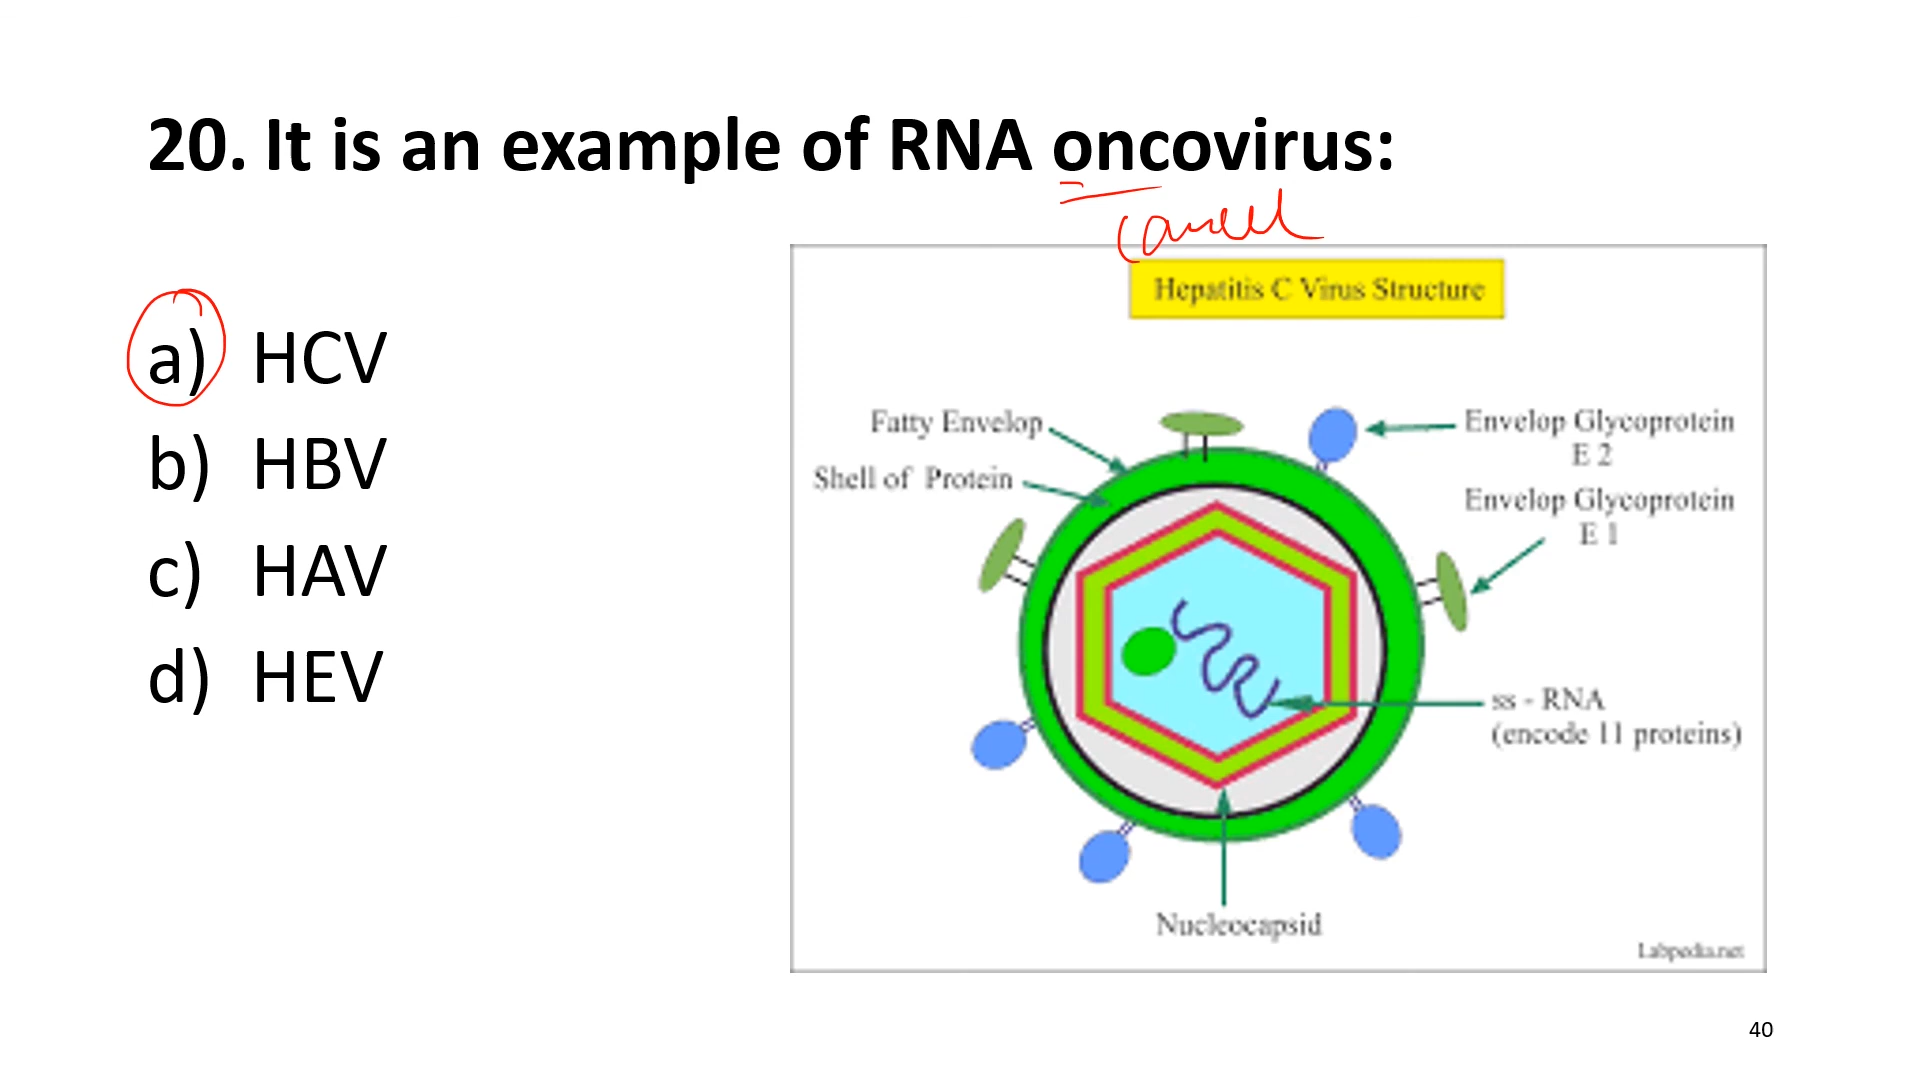 20. It is an example of RNA oncovirus:
cancer
a) HCV
b) HBV
c) HAV
d) HEV
Hepatitis C Virus Structure
Fatty Envelop
Shell of Protein
Envelop Glycoprotein
E 2
Envelop Glycoprotein
E 1
ss - RNA
(encode 11 proteins)
Nucleocapsid
Labpedia.net
40